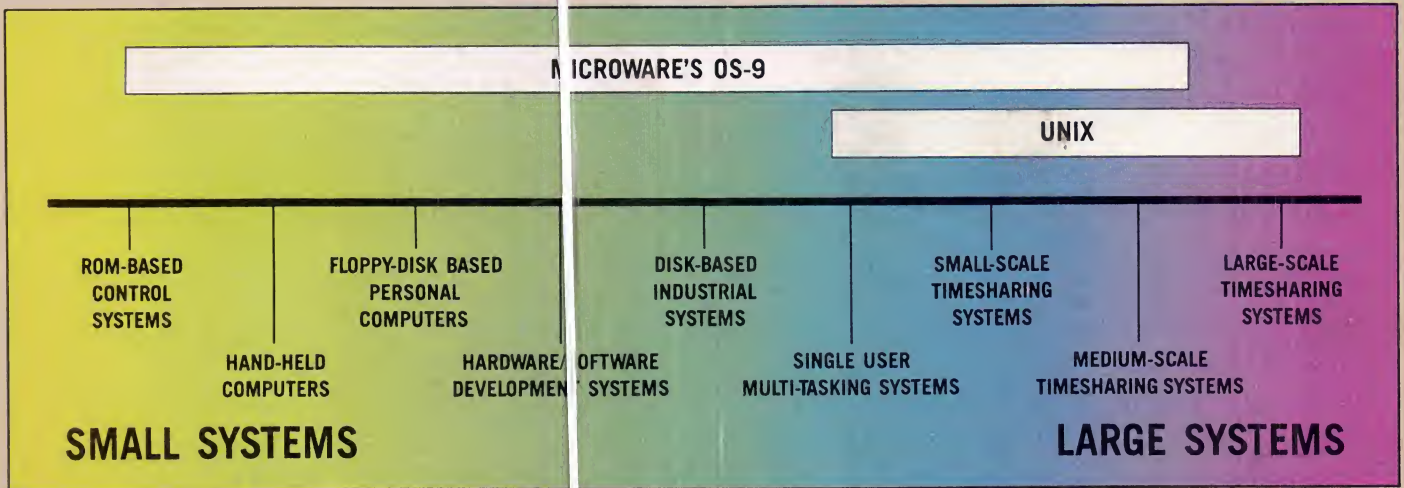 MICROWARE'S OS-9
UNIX
ROM-BASED
CONTROL
SYSTEMS
HAND-HELD
COMPUTERS
FLOPPY-DISK BASED
PERSONAL
COMPUTERS
HARDWARE/SOFTWARE
DEVELOPMENT SYSTEMS
DISK-BASED
INDUSTRIAL
SYSTEMS
SINGLE USER
MULTI-TASKING SYSTEMS
SMALL-SCALE
TIMESHARING
SYSTEMS
MEDIUM-SCALE
TIMESHARING SYSTEMS
LARGE-SCALE
TIMESHARING
SYSTEMS
SMALL SYSTEMS
LARGE SYSTEMS